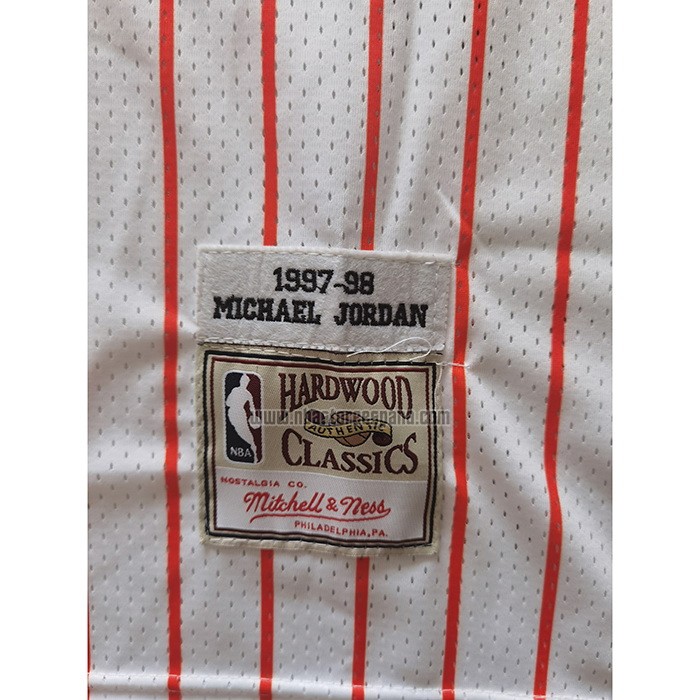 1997-98
MICHAEL JORDAN
HARDWOOD
AUTHENTIC
CLASSICS
NBA
NOSTALGIA CO.
Mitchell & Ness
PHILADELPHIA, PA.